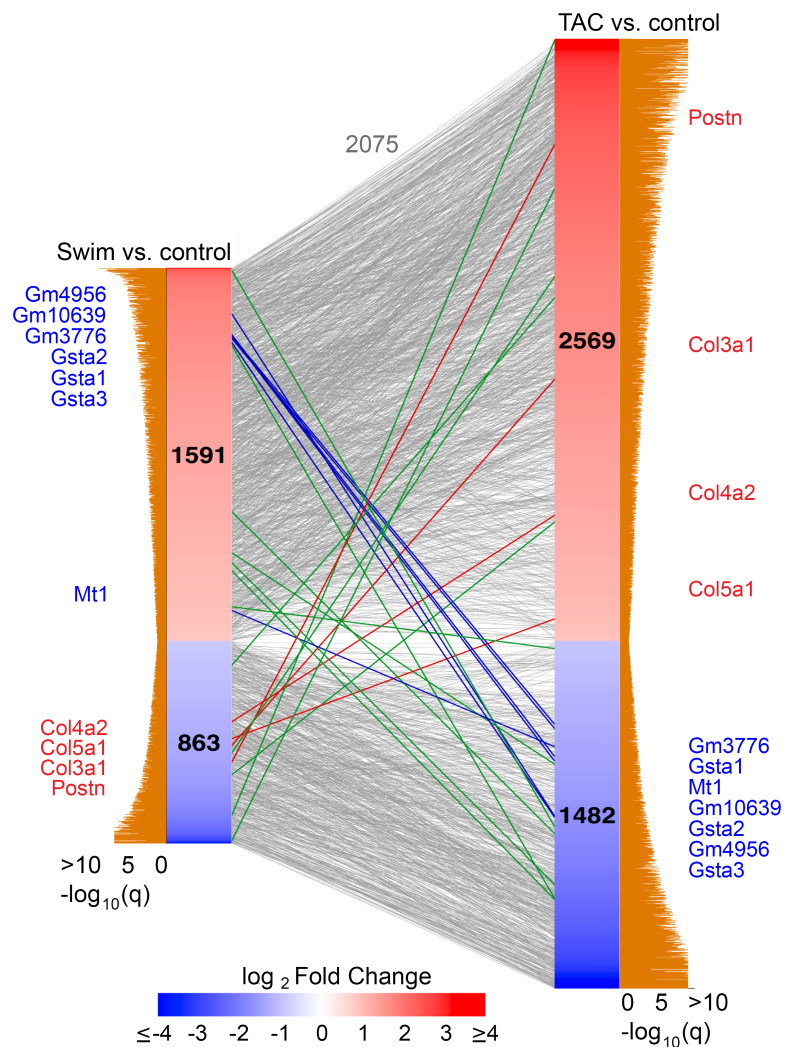 TAC vs. control
Postn
2075
Swim vs. control
Gm4956
Gm10639
Gm3776
Gsta2
Gsta1
Gsta3
2569
Col3a1
1591
Col4a2
Col5a1
Mt1
Col4a2
Col5a1
Col3a1
Postn
863
Gm3776
Gsta1
Mt1
Gm10639
Gsta2
Gm4956
Gsta3
1482
>10 5 0
-log10(q)
log 2 Fold Change
≤-4 -3 -2 -1 0 1 2 3 ≥4
0 5 >10
-log10(q)